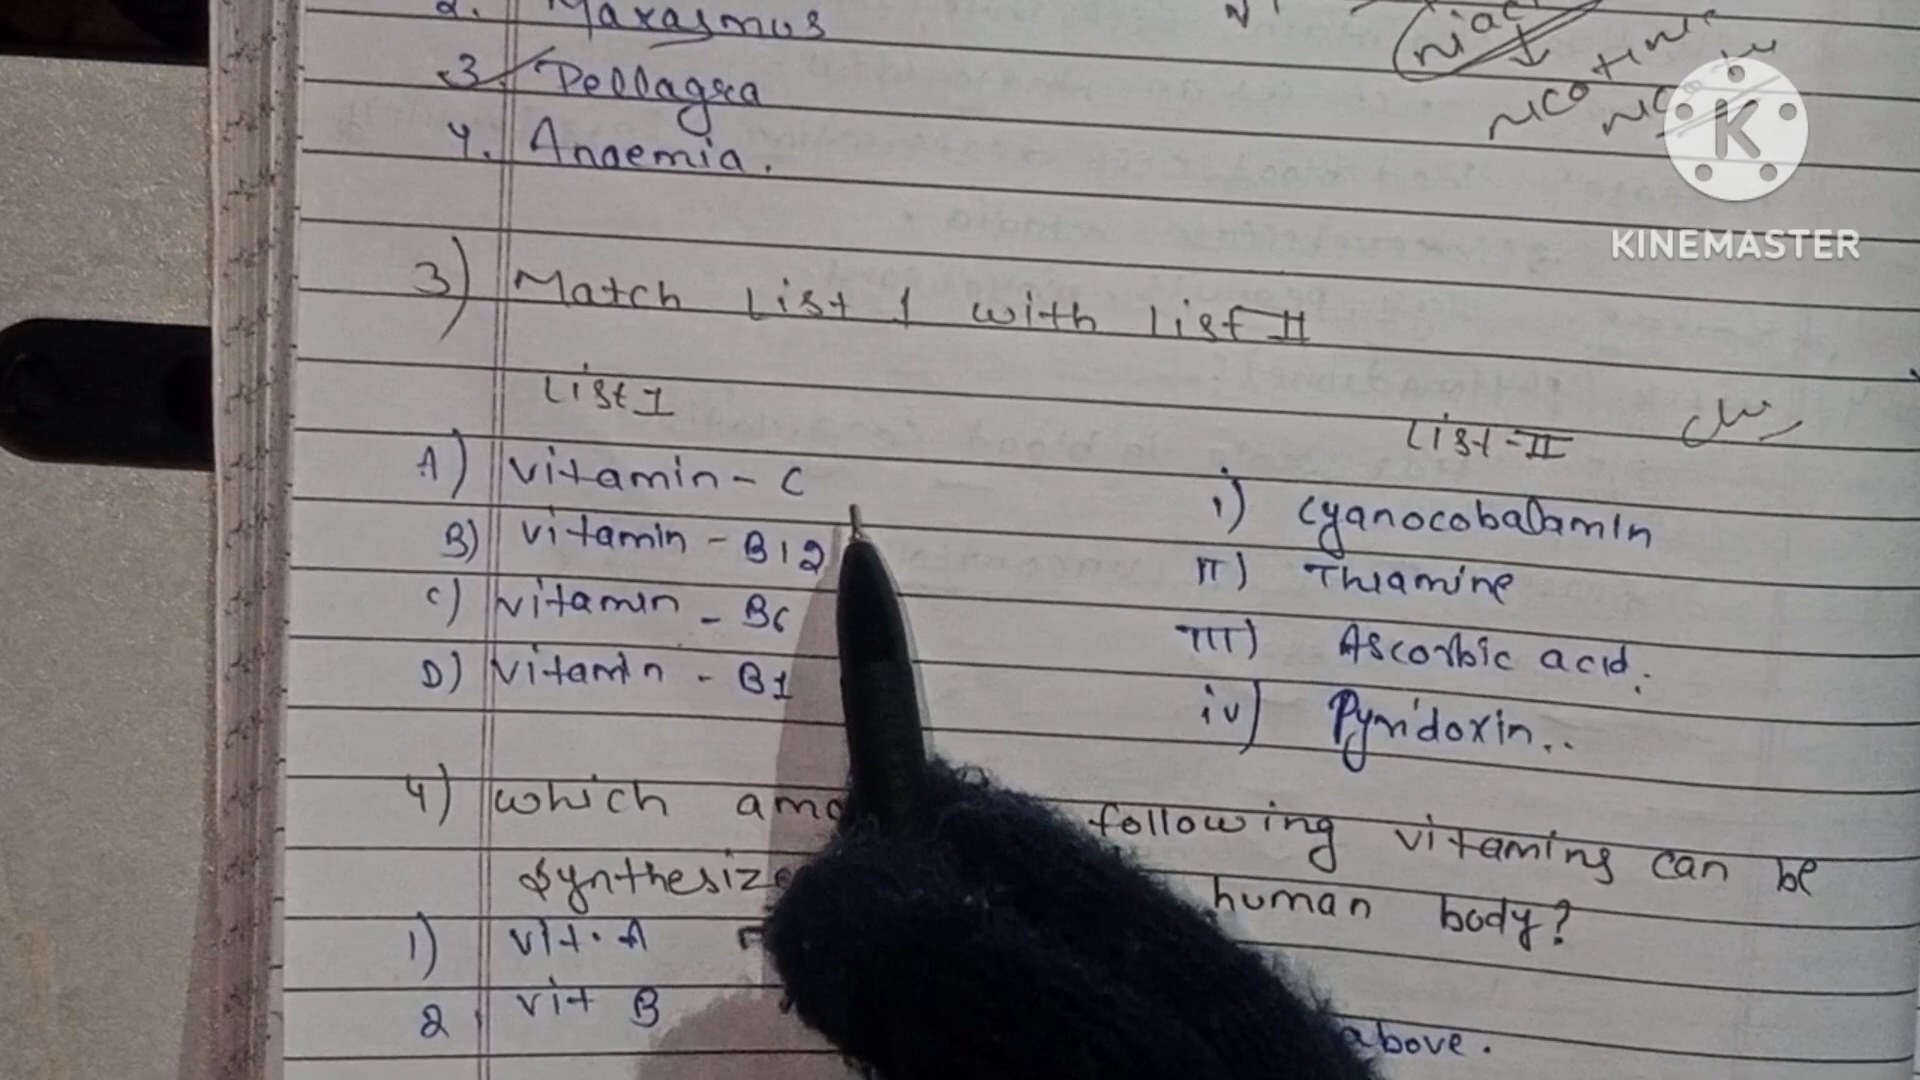 2. Marasmus
3. Pellagra
4. Anaemia.
3) Match List 1 with List II
List I
List-II
A) vitamin - C
i) Cyanocobalamin
B) vitamin - B12
II) Thiamine
C) vitamin - B6
III) Ascorbic acid.
D) vitamin - B1
iv) Pyridoxin..
4) which following vitamins can be
human body?
1) vit. A
2. vit B
above.
KINEMASTER